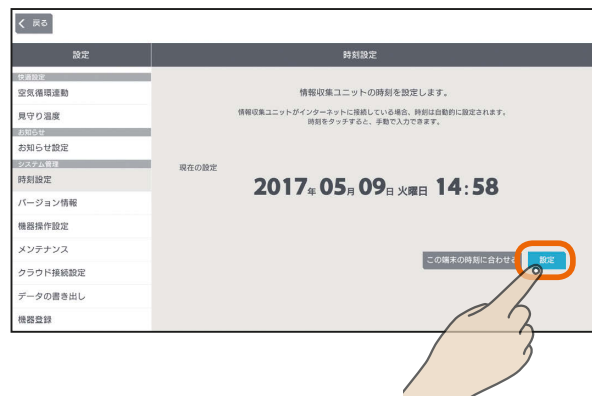 戻る
設定
時刻設定
快適設定
空気循環連動
見守り温度
お知らせ
お知らせ設定
システム管理
時刻設定
バージョン情報
機器操作設定
メンテナンス
クラウド接続設定
データの書き出し
機器登録
情報収集ユニットの時刻を設定します。
情報収集ユニットがインターネットに接続している場合、時刻は自動的に設定されます。
時刻をタッチすると、手動で入力できます。
現在の設定
2017年 05月 09日 火曜日 14:58
この端末の時刻に合わせる
設定